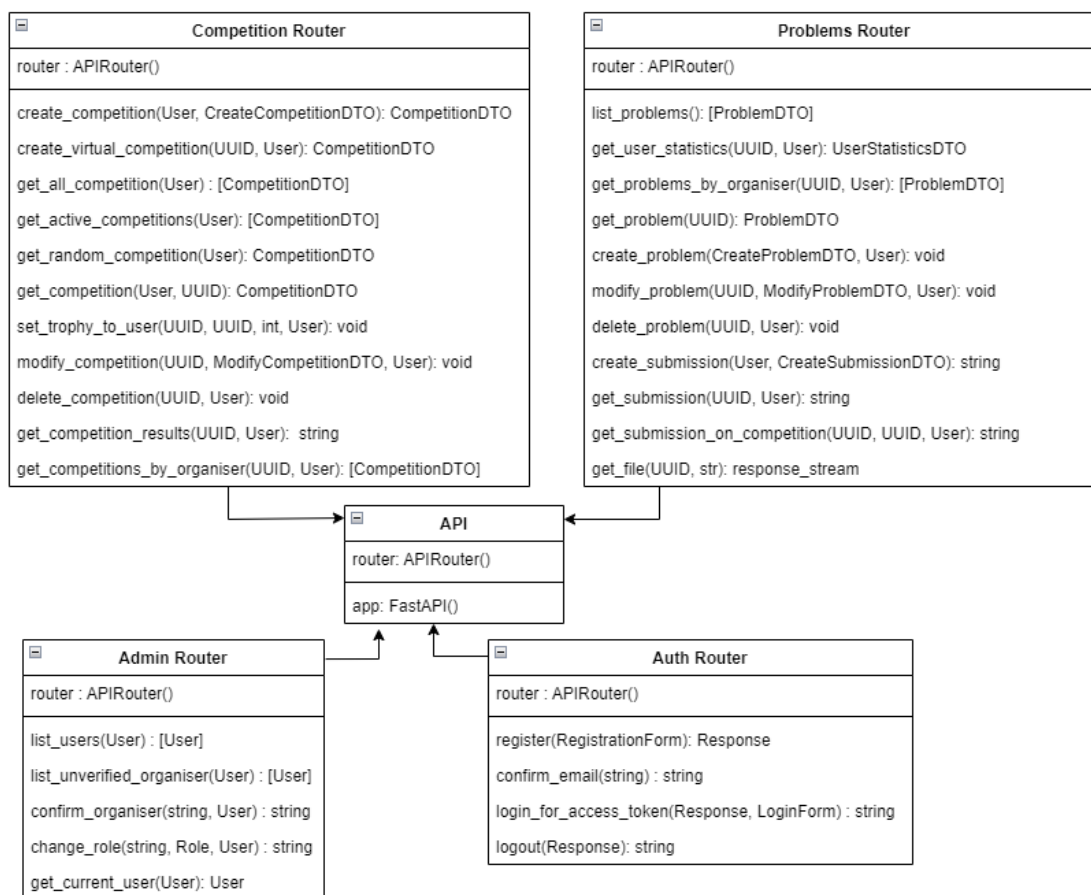 Competition Router
router : APIRouter()
create_competition(User, CreateCompetitionDTO): CompetitionDTO
create_virtual_competition(UUID, User): CompetitionDTO
get_all_competition(User) : [CompetitionDTO]
get_active_competitions(User): [CompetitionDTO]
get_random_competition(User): CompetitionDTO
get_competition(User, UUID): CompetitionDTO
set_trophy_to_user(UUID, UUID, int, User): void
modify_competition(UUID, ModifyCompetitionDTO, User): void
delete_competition(UUID, User): void
get_competition_results(UUID, User):  string
get_competitions_by_organiser(UUID, User): [CompetitionDTO]
Problems Router
router : APIRouter()
list_problems(): [ProblemDTO]
get_user_statistics(UUID, User): UserStatisticsDTO
get_problems_by_organiser(UUID, User): [ProblemDTO]
get_problem(UUID): ProblemDTO
create_problem(CreateProblemDTO, User): void
modify_problem(UUID, ModifyProblemDTO, User): void
delete_problem(UUID, User): void
create_submission(User, CreateSubmissionDTO): string
get_submission(UUID, User): string
get_submission_on_competition(UUID, UUID, User): string
get_file(UUID, str): response_stream
API
router: APIRouter()
app: FastAPI()
Admin Router
router : APIRouter()
list_users(User) : [User]
list_unverified_organiser(User) : [User]
confirm_organiser(string, User) : string
change_role(string, Role, User) : string
get_current_user(User): User
Auth Router
router : APIRouter()
register(RegistrationForm): Response
confirm_email(string) : string
login_for_access_token(Response, LoginForm) : string
logout(Response): string